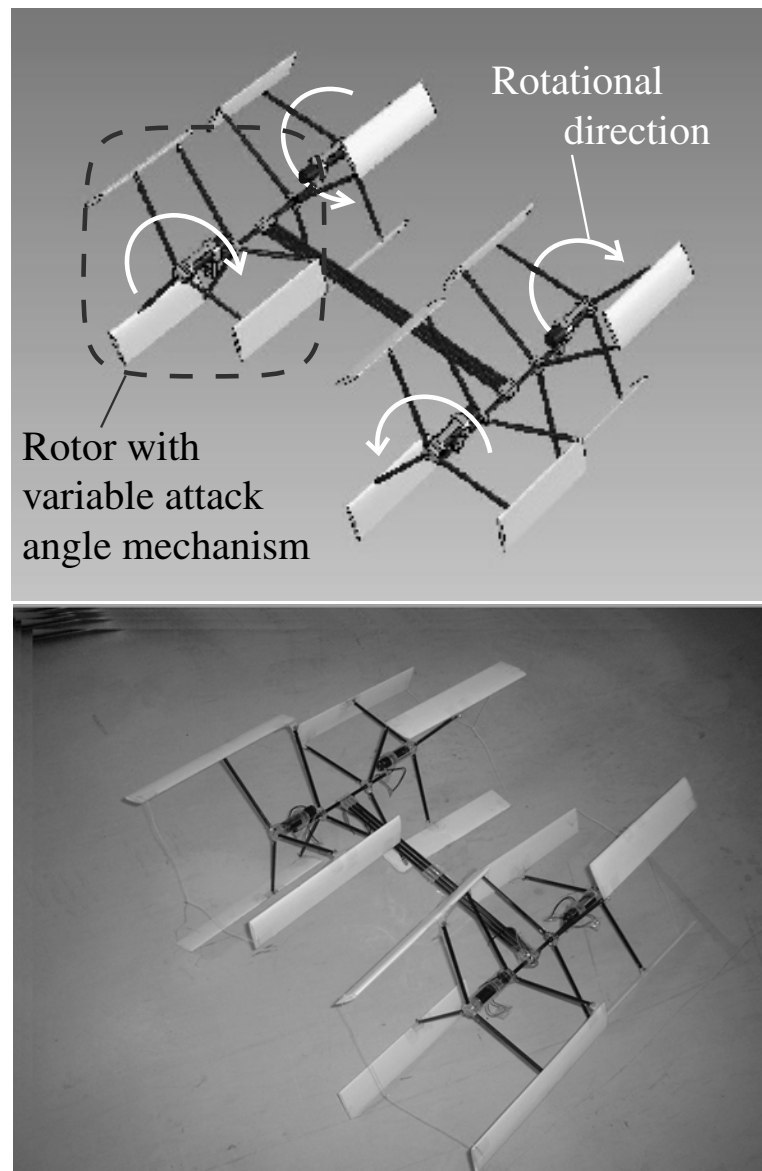 Rotational
direction
Rotor with
variable attack
angle mechanism